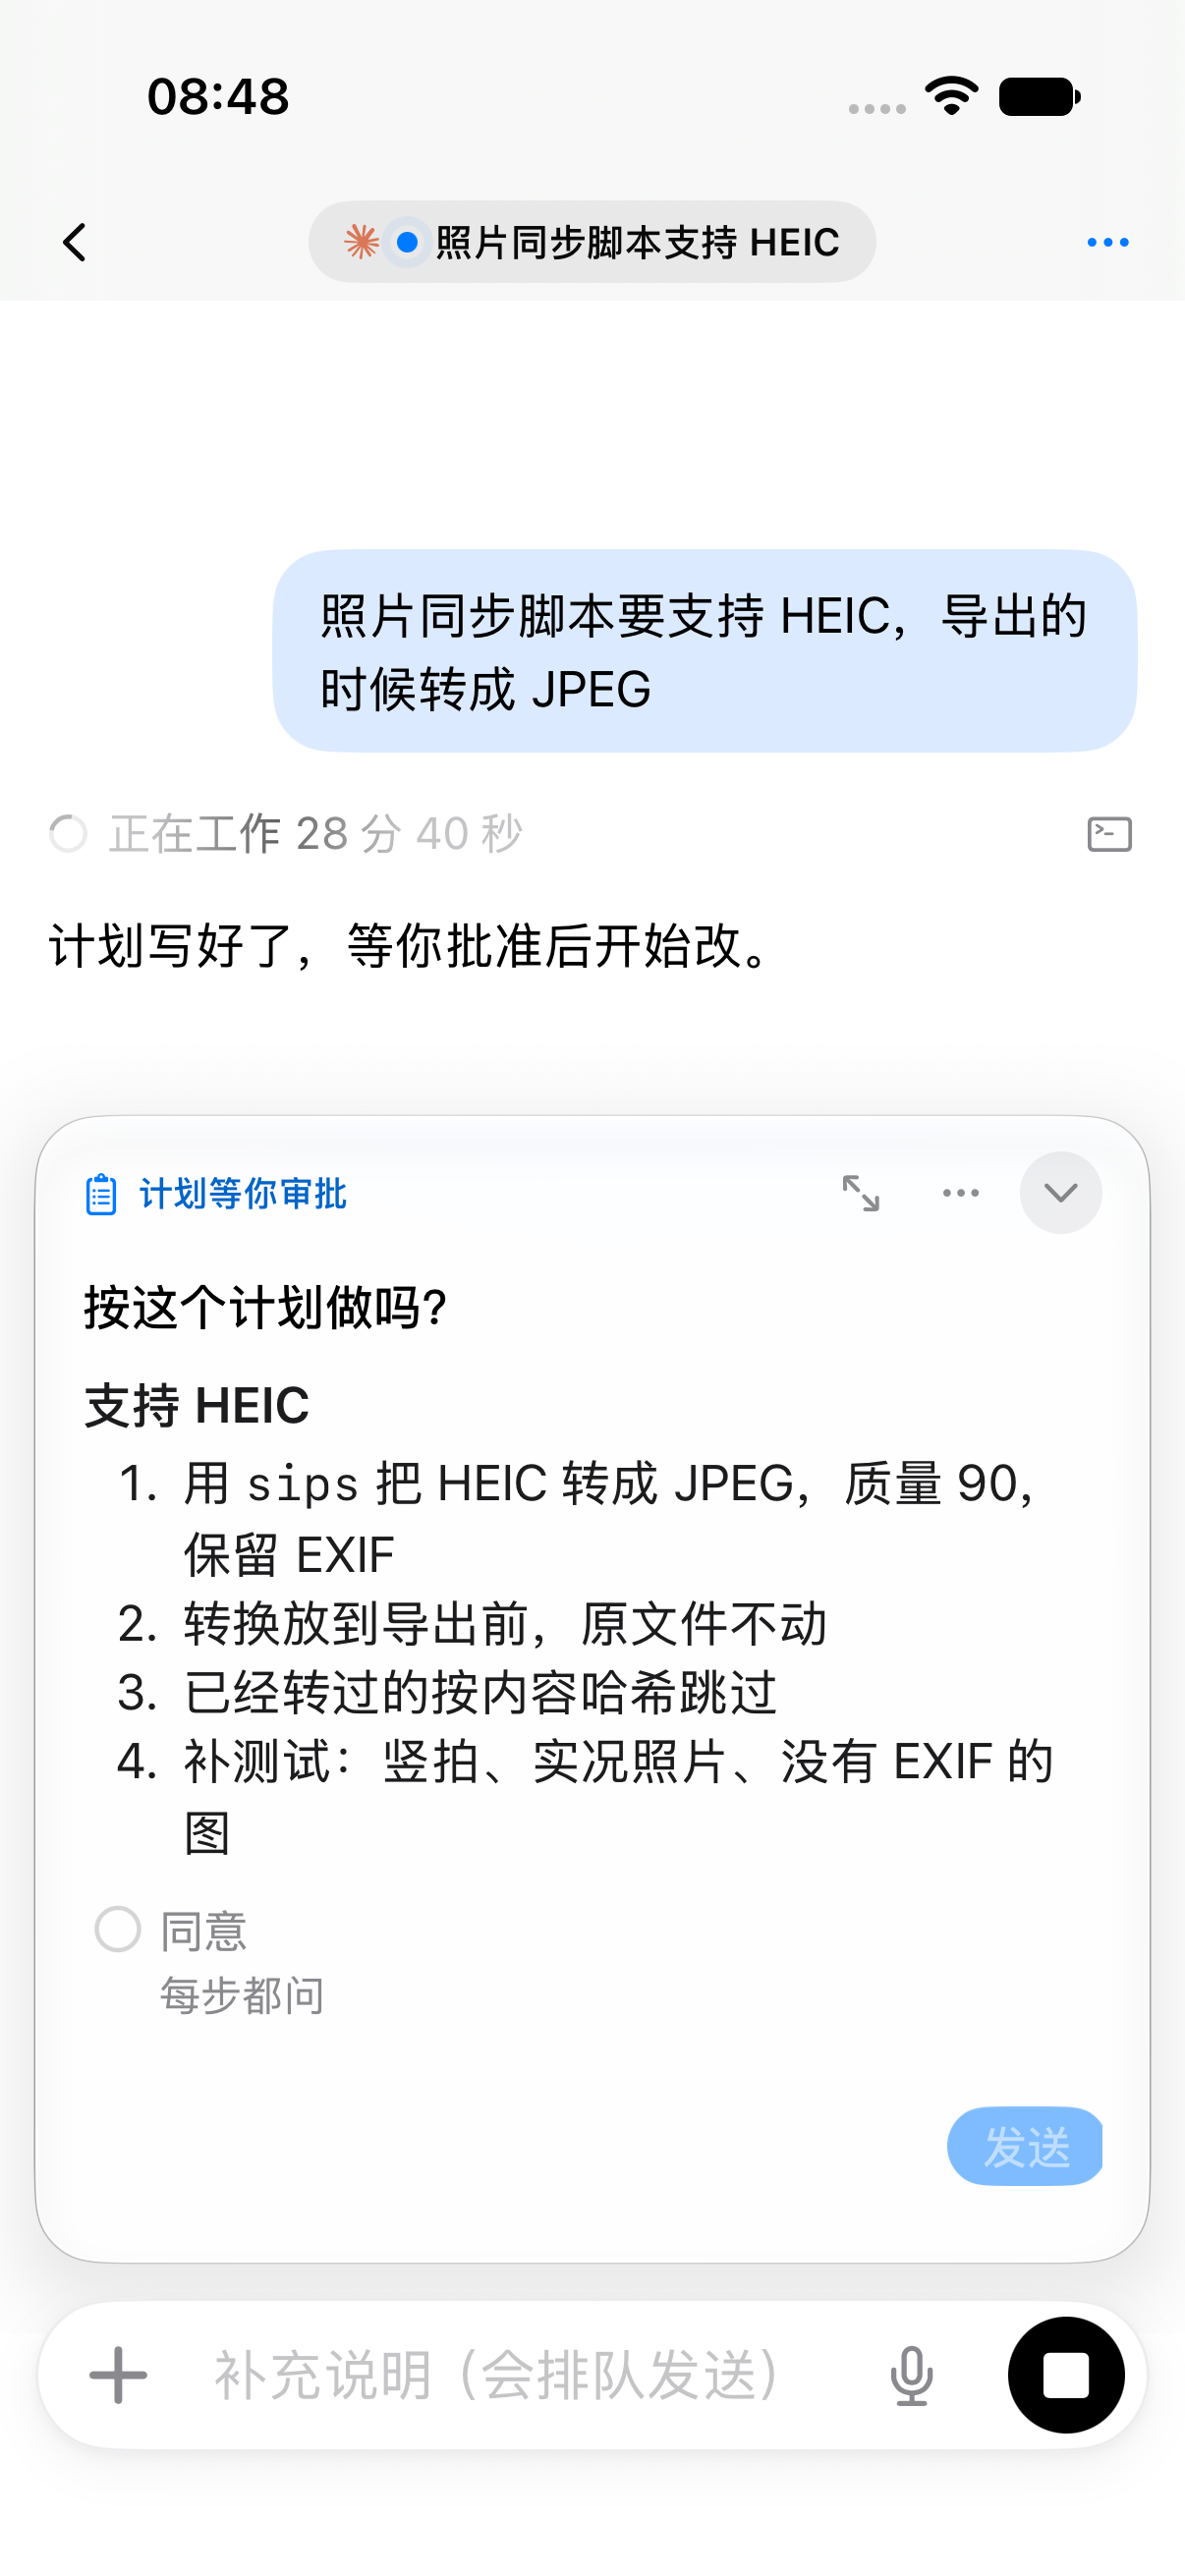 08:48
照片同步脚本支持 HEIC
照片同步脚本要支持 HEIC，导出的
时候转成 JPEG
正在工作 28 分 40 秒
计划写好了，等你批准后开始改。
计划等你审批
按这个计划做吗？
支持 HEIC
1. 用 sips 把 HEIC 转成 JPEG，质量 90，
保留 EXIF
2. 转换放到导出前，原文件不动
3. 已经转过的按内容哈希跳过
4. 补测试：竖拍、实况照片、没有 EXIF 的
图
同意
每步都问
发送
补充说明（会排队发送）